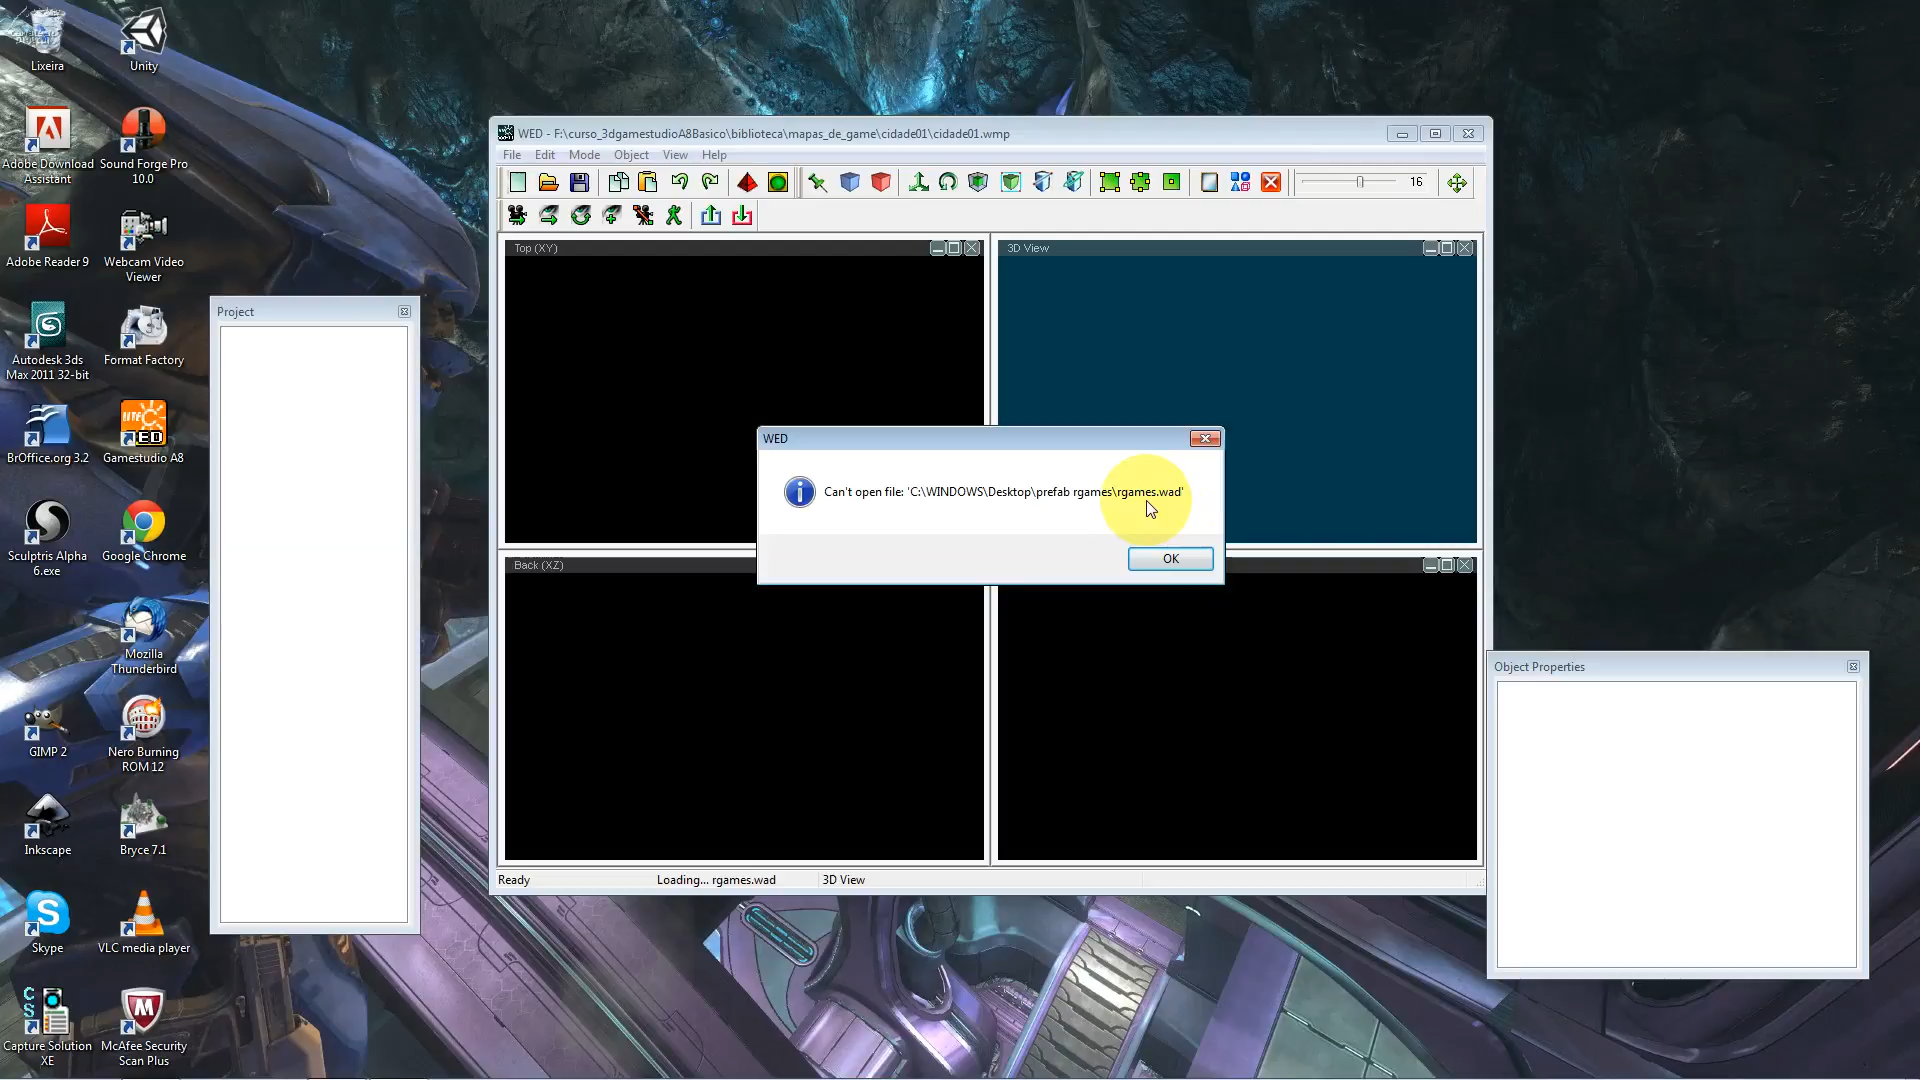 Lixeira
Unity
Adobe Download
Assistant
Sound Forge Pro
10.0
Adobe Reader 9
Webcam Video
Viewer
Autodesk 3ds
Max 2011 32-bit
Format Factory
BrOffice.org 3.2
Gamestudio A8
Sculptris Alpha
6.exe
Google Chrome
Mozilla
Thunderbird
GIMP 2
Nero Burning
ROM 12
Inkscape
Bryce 7.1
Skype
VLC media player
Capture Solution
XE
McAfee Security
Scan Plus
Project
WED - F:\curso_3dgamestudioA8Basico\biblioteca\mapas_de_game\cidade01\cidade01.wmp
File Edit Mode Object View Help
16
Top (XY)
3D View
WED
Can't open file: 'C:\WINDOWS\Desktop\prefab rgames\rgames.wad'
OK
Back (XZ)
Ready Loading... rgames.wad 3D View
Object Properties